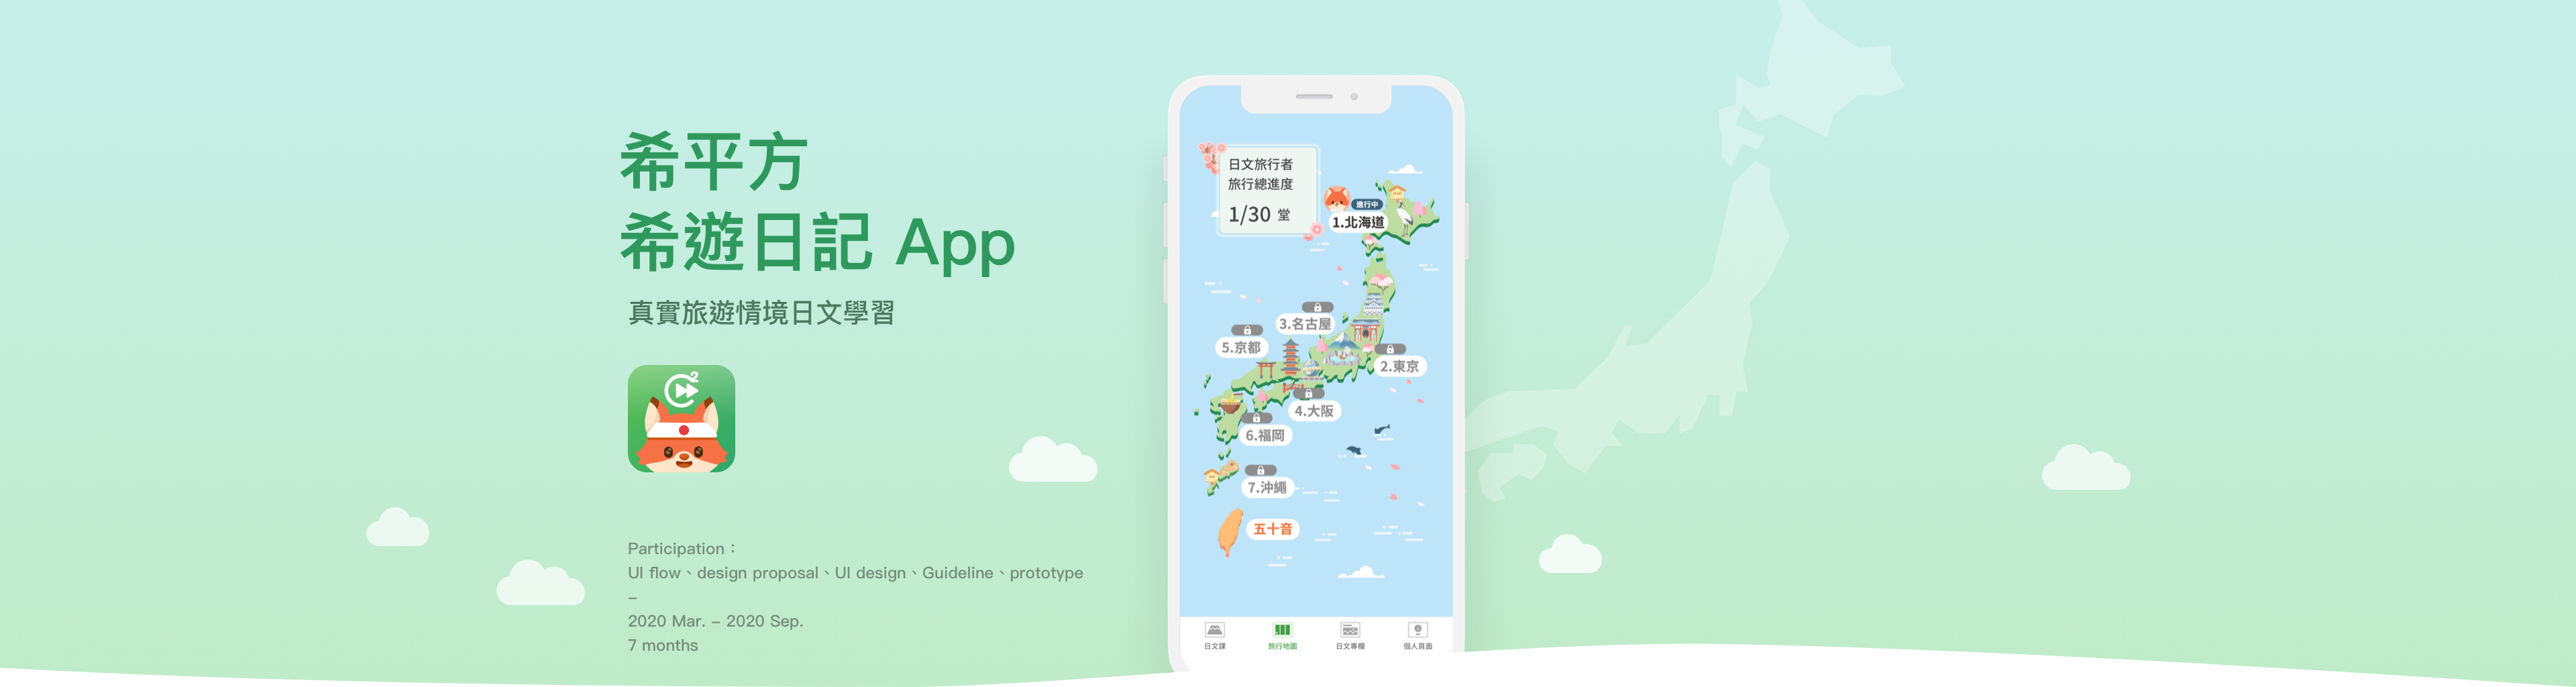 希平方
希遊日記 App
真實旅遊情境日文學習
2
Participation：
UI flow、design proposal、UI design、Guideline、prototype
–
2020 Mar. – 2020 Sep.
7 months
日文旅行者
旅行總進度
1/30 堂
進行中
1.北海道
3.名古屋
5.京都
2.東京
4.大阪
6.福岡
7.沖繩
五十音
日文課
旅行地圖
日文專欄
個人頁面